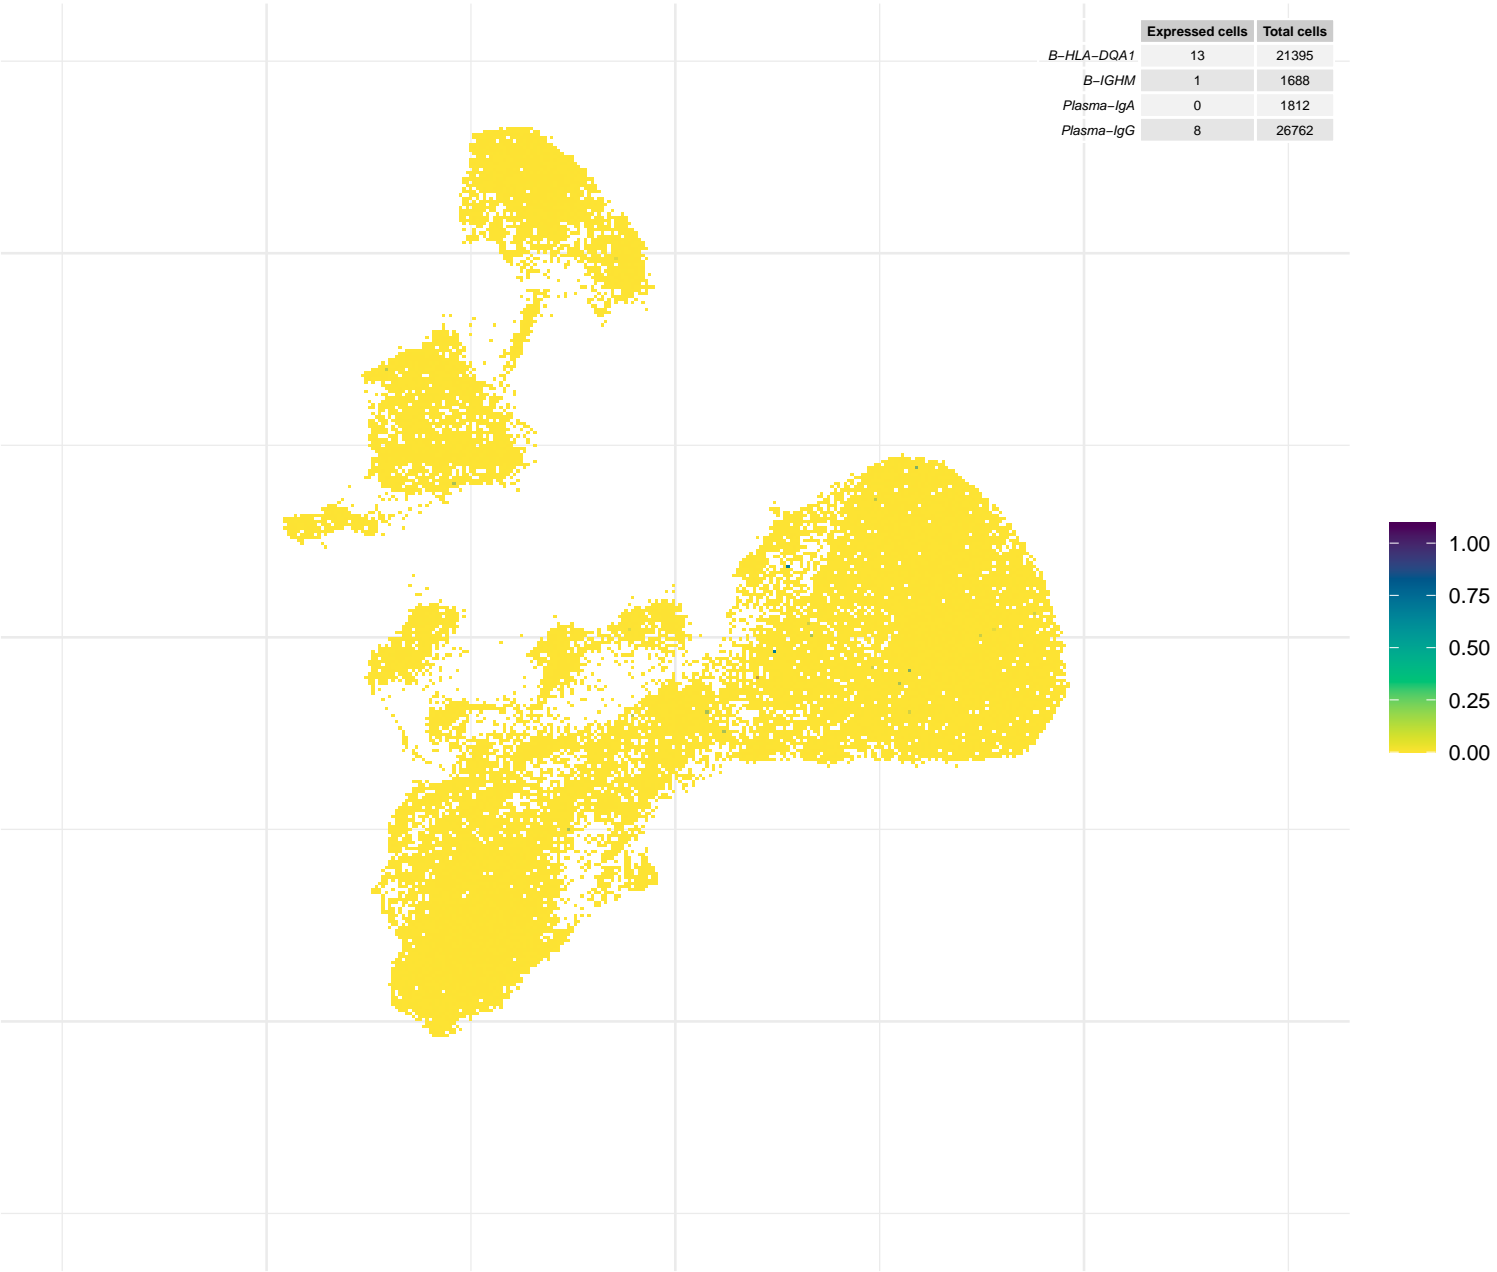 Expressed cells Total cells
B−HLA−DQA1 13 21395
B−IGHM 1 1688
Plasma−IgA 0 1812
Plasma−IgG 8 26762
1.00
0.75
0.50
0.25
0.00